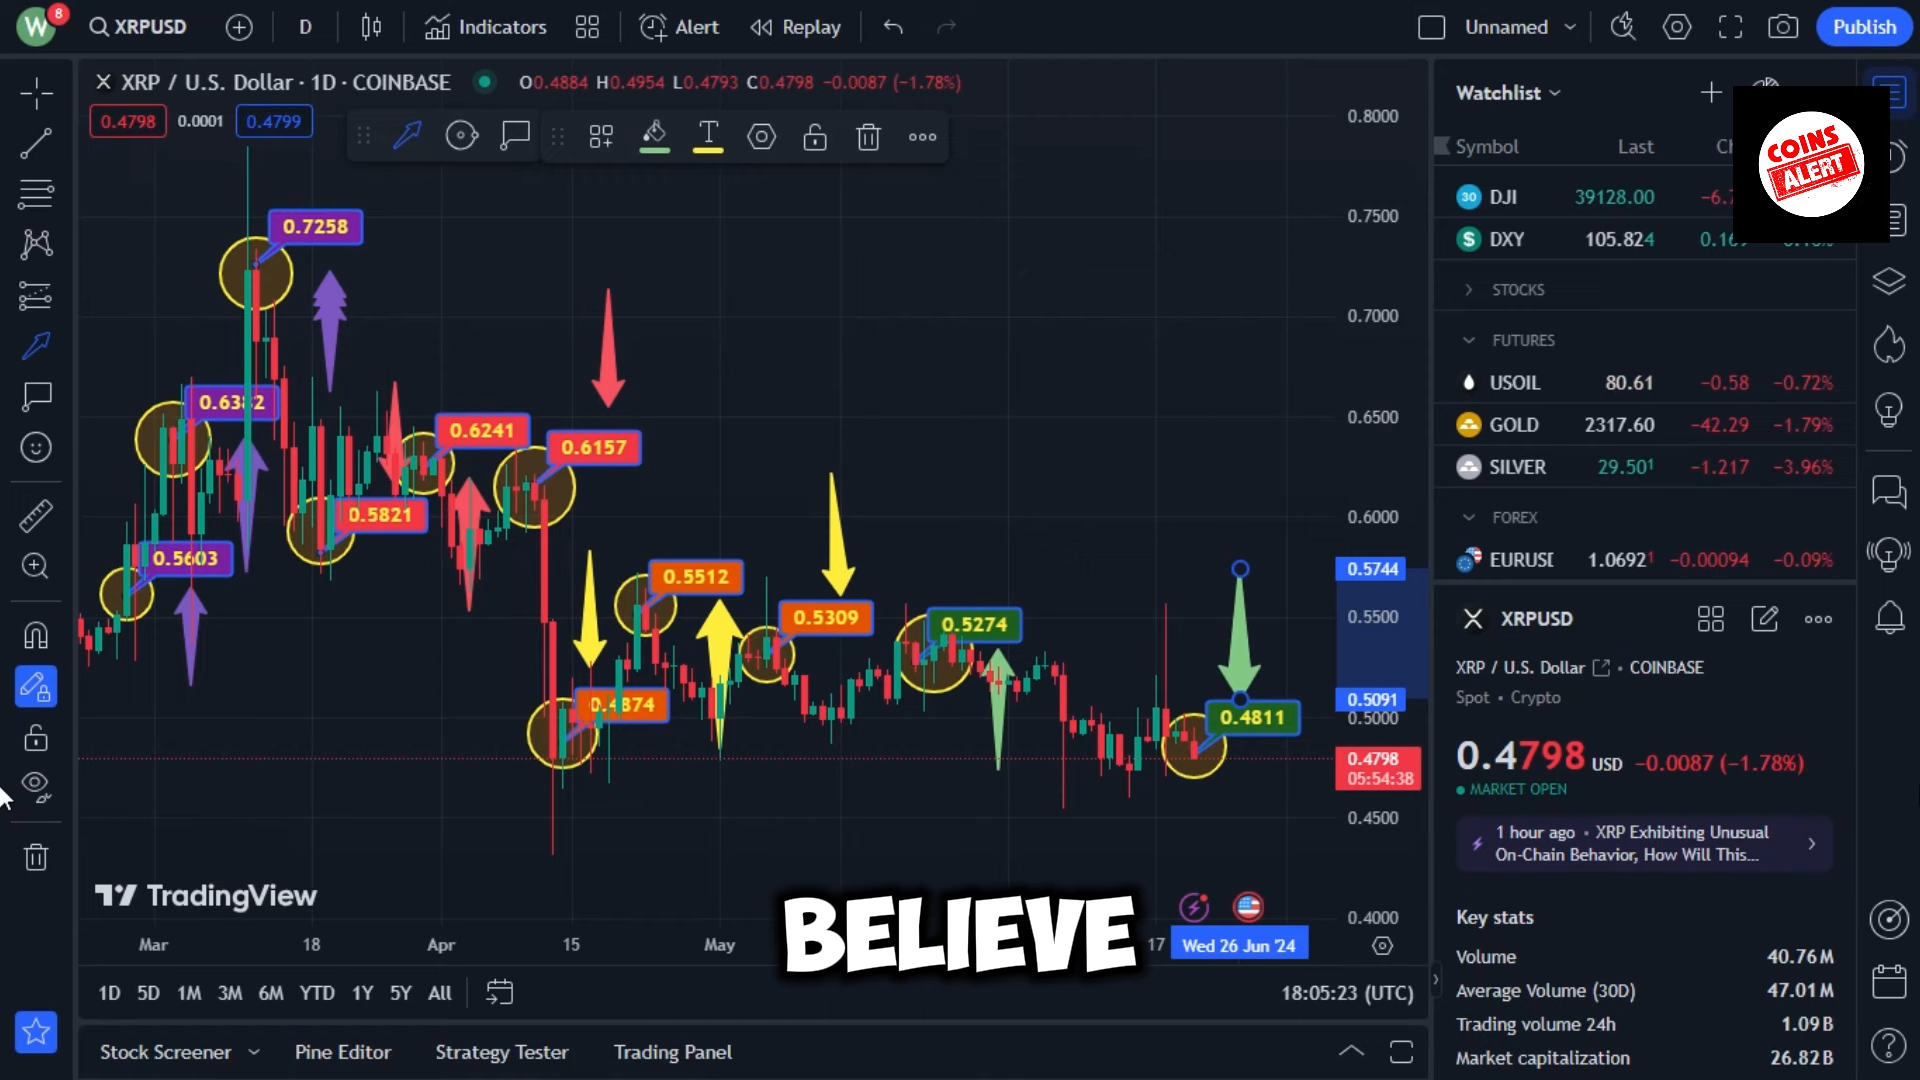 W
8
XRPUSD
D
Indicators
Alert
Replay
Unnamed
Publish
XRP / U.S. Dollar · 1D · COINBASE
O0.4884 H0.4954 L0.4793 C0.4798 −0.0087 (−1.78%)
0.4798
0.0001
0.4799
T
0.8000
0.7500
0.7000
0.6500
0.6000
0.5744
0.5500
0.5091
0.5000
0.4798
05:54:38
0.4500
0.4000
0.7258
0.6382
0.6241
0.6157
0.5821
0.5603
0.5512
0.5309
0.5274
0.4874
0.4811
TradingView
BELIEVE
Mar
18
Apr
15
May
17
Wed 26 Jun '24
1D 5D 1M 3M 6M YTD 1Y 5Y All
18:05:23 (UTC)
Stock Screener
Pine Editor
Strategy Tester
Trading Panel
Watchlist
COINS
ALERT
Symbol Last
30 DJI 39128.00
$ DXY 105.824
STOCKS
FUTURES
USOIL 80.61 −0.58 −0.72%
GOLD 2317.60 −42.29 −1.79%
SILVER 29.501 −1.217 −3.96%
FOREX
EURUSD 1.06921 −0.00094 −0.09%
XRPUSD
XRP / U.S. Dollar • COINBASE
Spot • Crypto
0.4798 USD −0.0087 (−1.78%)
MARKET OPEN
1 hour ago • XRP Exhibiting Unusual
On-Chain Behavior, How Will This...
Key stats
Volume 40.76 M
Average Volume (30D) 47.01 M
Trading volume 24h 1.09 B
Market capitalization 26.82 B